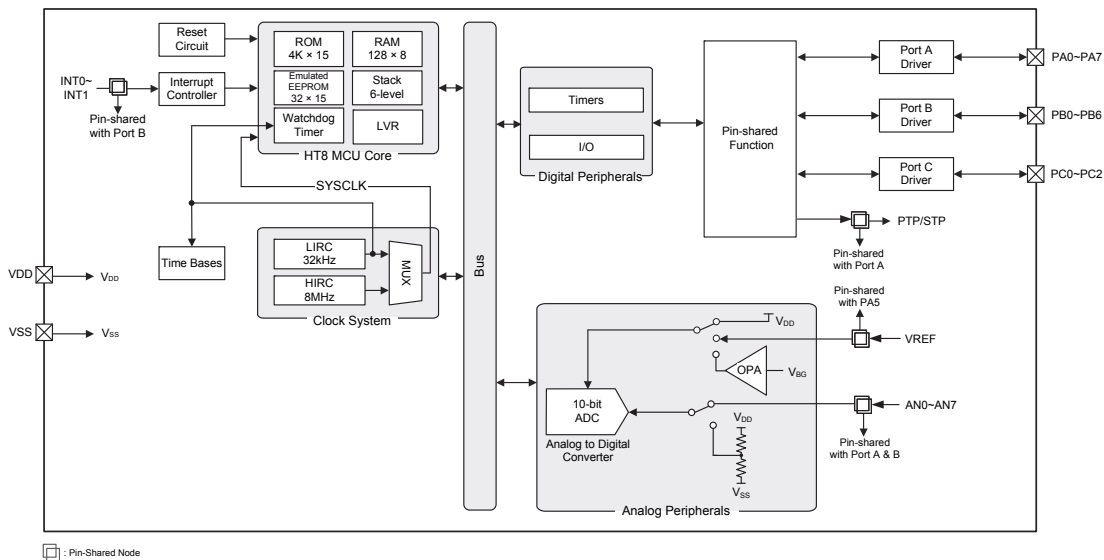 Reset
Circuit
ROM
4K × 15
RAM
128 × 8
INT0~
INT1
Interrupt
Controller
Emulated
EEPROM
32 × 15
Stack
6-level
Pin-shared
with Port B
Watchdog
Timer
LVR
HT8 MCU Core
SYSCLK
Time Bases
LIRC
32kHz
HIRC
8MHz
MUX
Clock System
VDD
VDD
VSS
VSS
Bus
Timers
I/O
Digital Peripherals
Pin-shared
Function
Port A
Driver
PA0~PA7
Port B
Driver
PB0~PB6
Port C
Driver
PC0~PC2
PTP/STP
Pin-shared
with Port A
Pin-shared
with PA5
VDD
VREF
OPA
VBG
10-bit
ADC
AN0~AN7
VDD
Analog to Digital
Converter
Pin-shared
with Port A & B
VSS
Analog Peripherals
: Pin-Shared Node